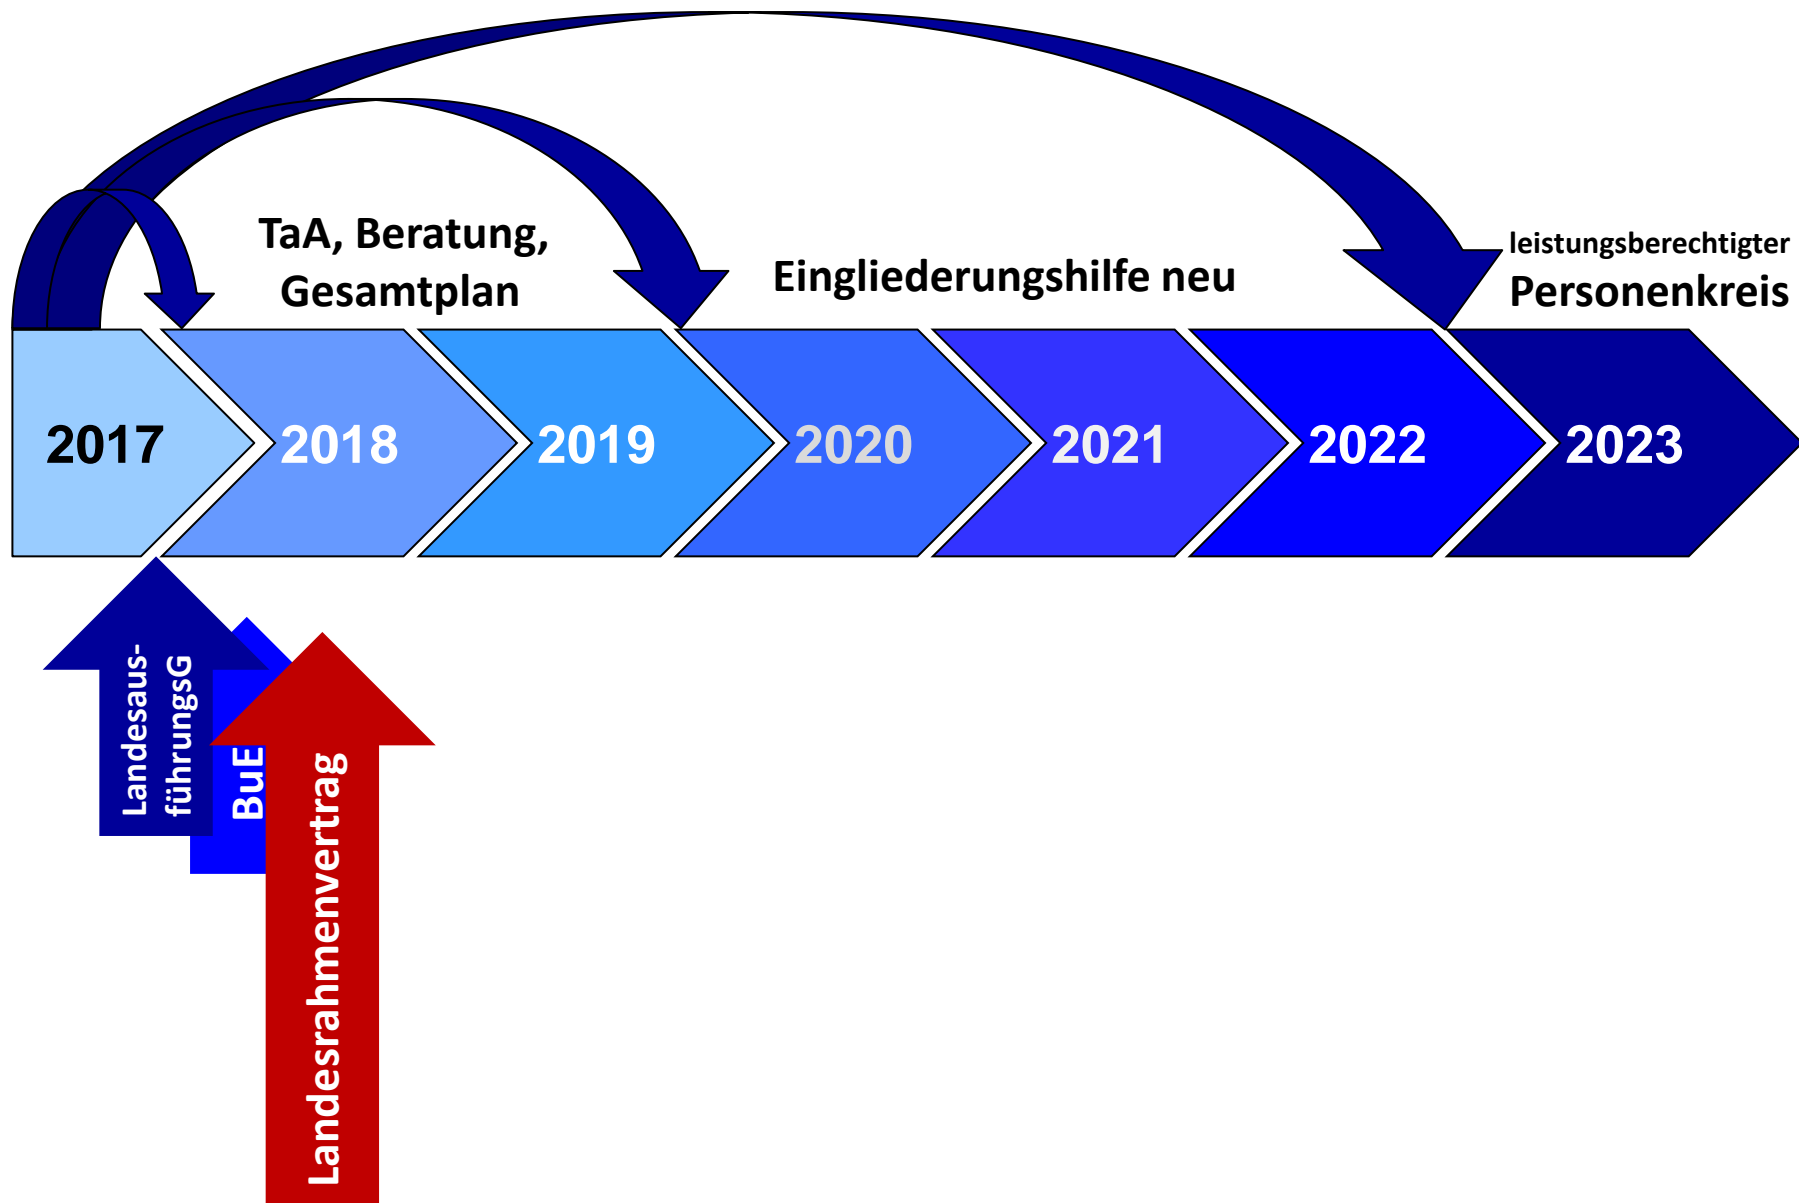 TaA, Beratung,
Gesamtplan
Eingliederungshilfe neu
leistungsberechtigter
Personenkreis
2017
2018
2019
2020
2021
2022
2023
Landesaus-
führungsG
BuE
Landesrahmenvertrag